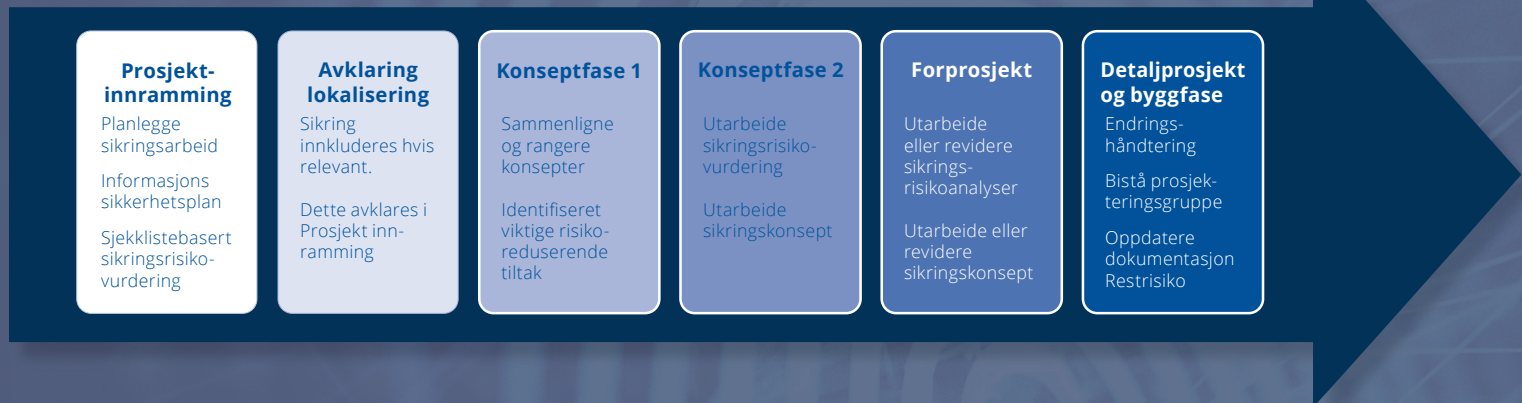 Prosjekt-
innramming
Planlegge
sikringsarbeid
Informasjons
sikkerhetsplan
Sjekklistebasert
sikringsrisiko-
vurdering
Avklaring
lokalisering
Sikring
innkluderes hvis
relevant.
Dette avklares i
Prosjekt inn-
ramming
Konseptfase 1
Sammenligne
og rangere
konsepter
Identifiseret
viktige risiko-
reduserende
tiltak
Konseptfase 2
Utarbeide
sikringsrisiko-
vurdering
Utarbeide
sikringskonsept
Forprosjekt
Utarbeide
eller revidere
sikrings-
risikoanalyser
Utarbeide eller
revidere
sikringskonsept
Detaljprosjekt
og byggfase
Endrings-
håndtering
Bistå prosjek-
teringsgruppe
Oppdatere
dokumentasjon
Restrisiko